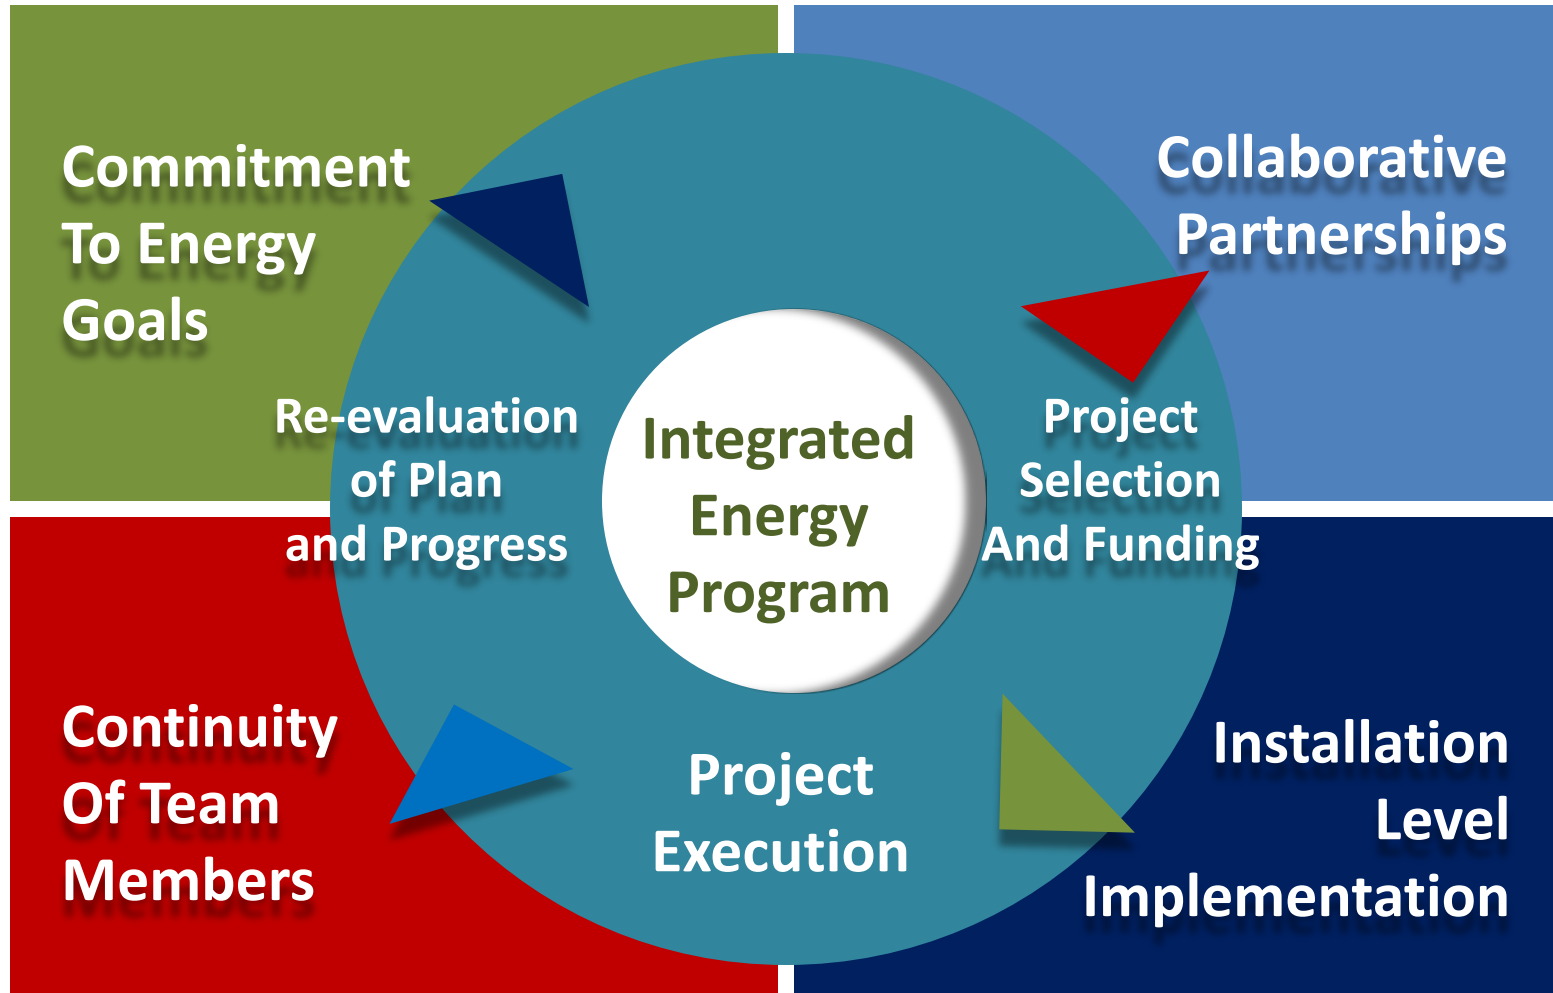 Commitment
To Energy
Goals
Collaborative
Partnerships
Re-evaluation
of Plan
and Progress
Integrated
Energy
Program
Project
Selection
And Funding
Continuity
Of Team
Members
Project
Execution
Installation
Level
Implementation